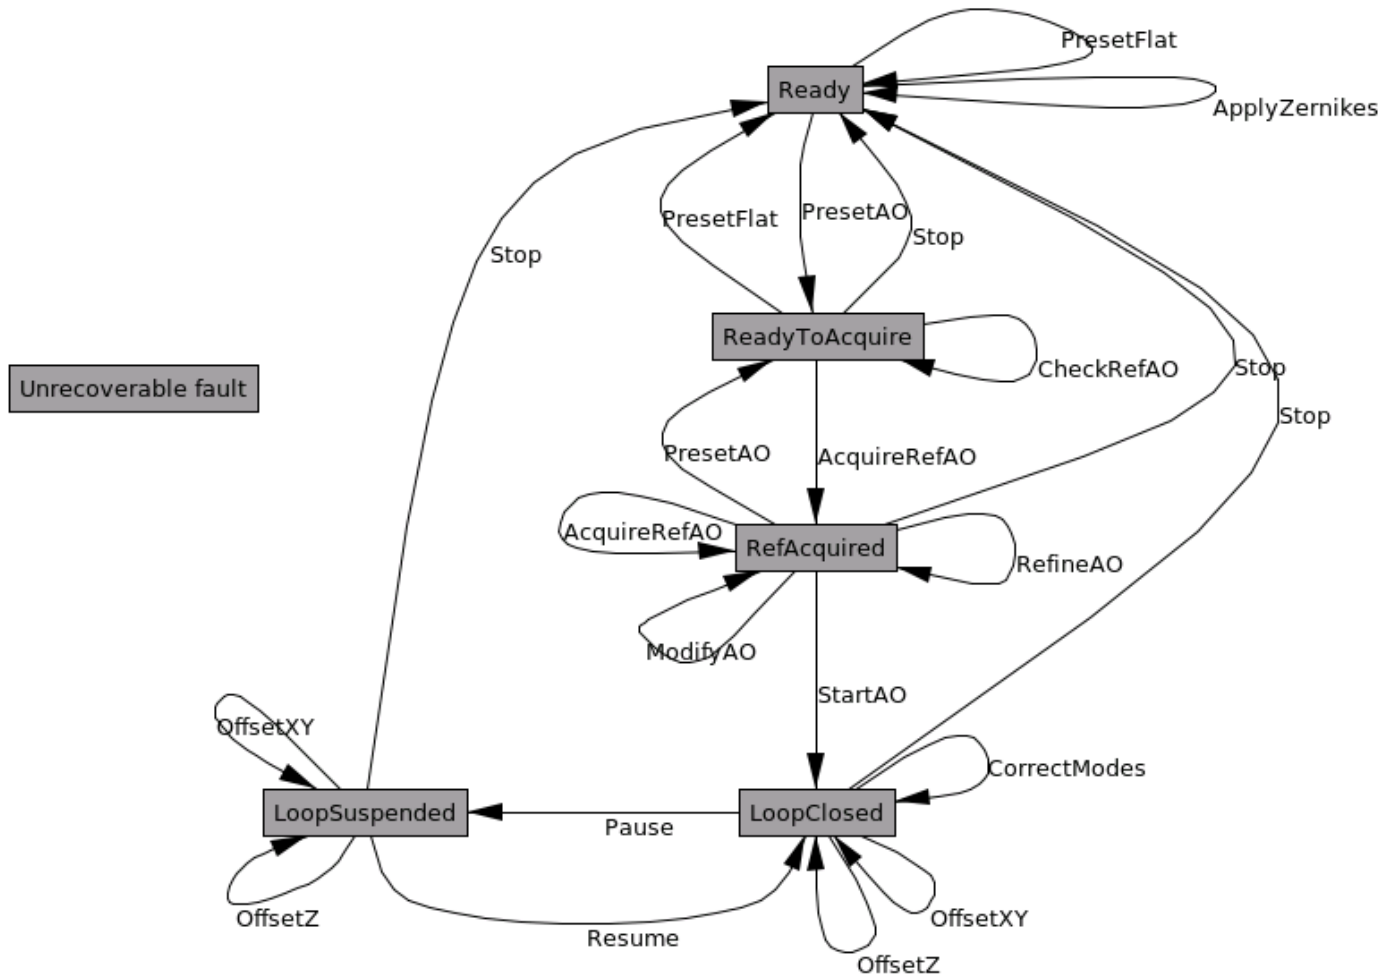 PresetFlat
Ready
ApplyZernikes
PresetFlat
PresetAO
Stop
Stop
ReadyToAcquire
CheckRefAO
Stop
Unrecoverable fault
Stop
PresetAO
AcquireRefAO
AcquireRefAO
RefAcquired
RefineAO
ModifyAO
StartAO
OffsetXY
CorrectModes
LoopSuspended
LoopClosed
Pause
OffsetZ
OffsetXY
Resume
OffsetZ